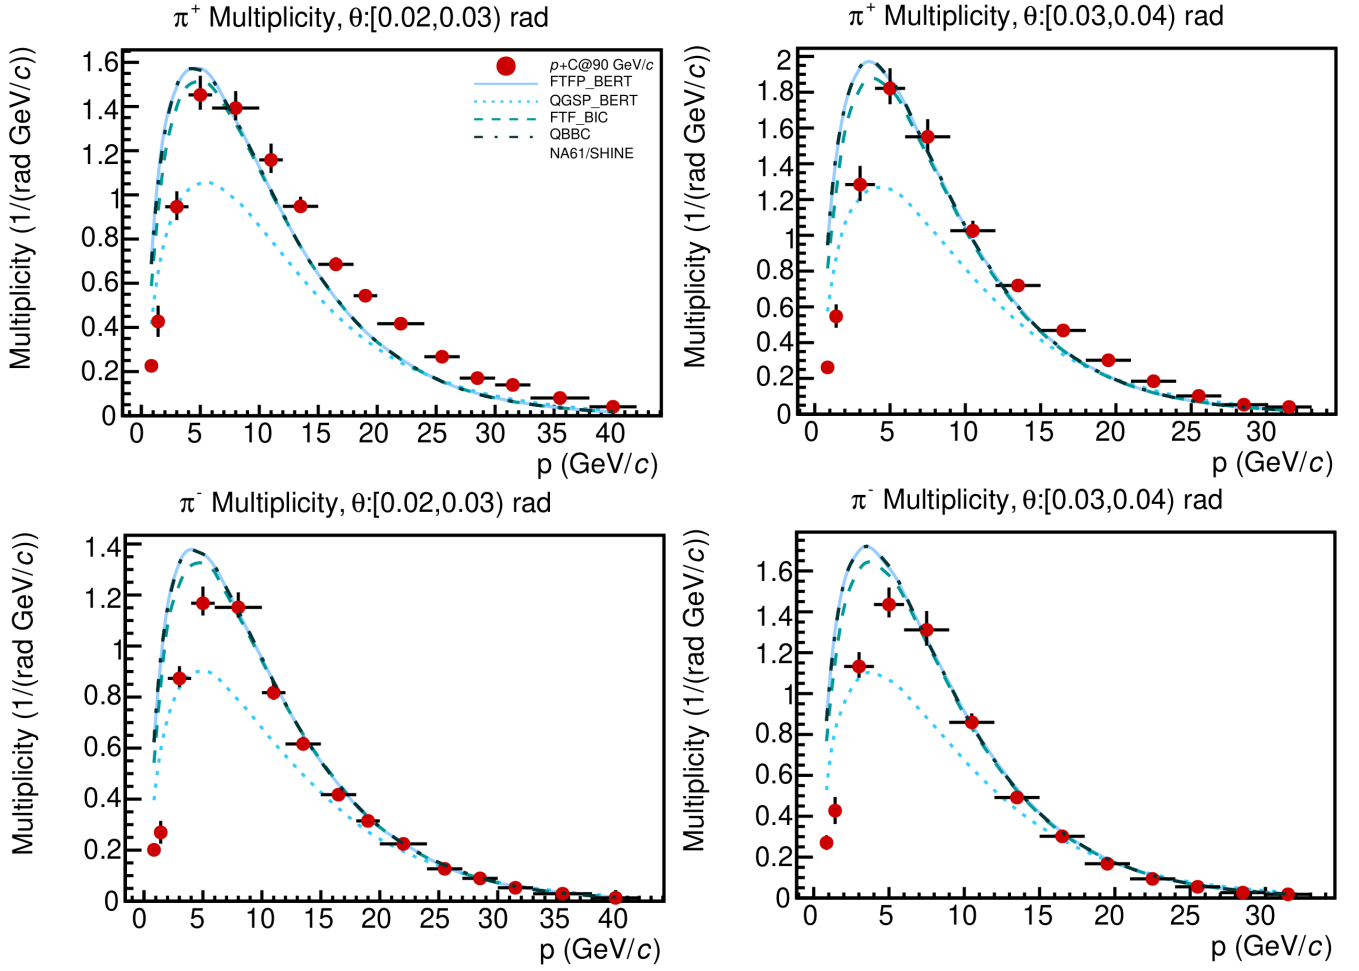 π+ Multiplicity, θ:[0.02,0.03) rad
Multiplicity (1/(rad GeV/c))
1.6
1.4
1.2
1
0.8
0.6
0.4
0.2
0
p+C@90 GeV/c
FTFP_BERT
QGSP_BERT
FTF_BIC
QBBC
NA61/SHINE
0 5 10 15 20 25 30 35 40
p (GeV/c)
π+ Multiplicity, θ:[0.03,0.04) rad
Multiplicity (1/(rad GeV/c))
2
1.8
1.6
1.4
1.2
1
0.8
0.6
0.4
0.2
0
0 5 10 15 20 25 30
p (GeV/c)
π- Multiplicity, θ:[0.02,0.03) rad
Multiplicity (1/(rad GeV/c))
1.4
1.2
1
0.8
0.6
0.4
0.2
0
0 5 10 15 20 25 30 35 40
p (GeV/c)
π- Multiplicity, θ:[0.03,0.04) rad
Multiplicity (1/(rad GeV/c))
1.6
1.4
1.2
1
0.8
0.6
0.4
0.2
0
0 5 10 15 20 25 30
p (GeV/c)